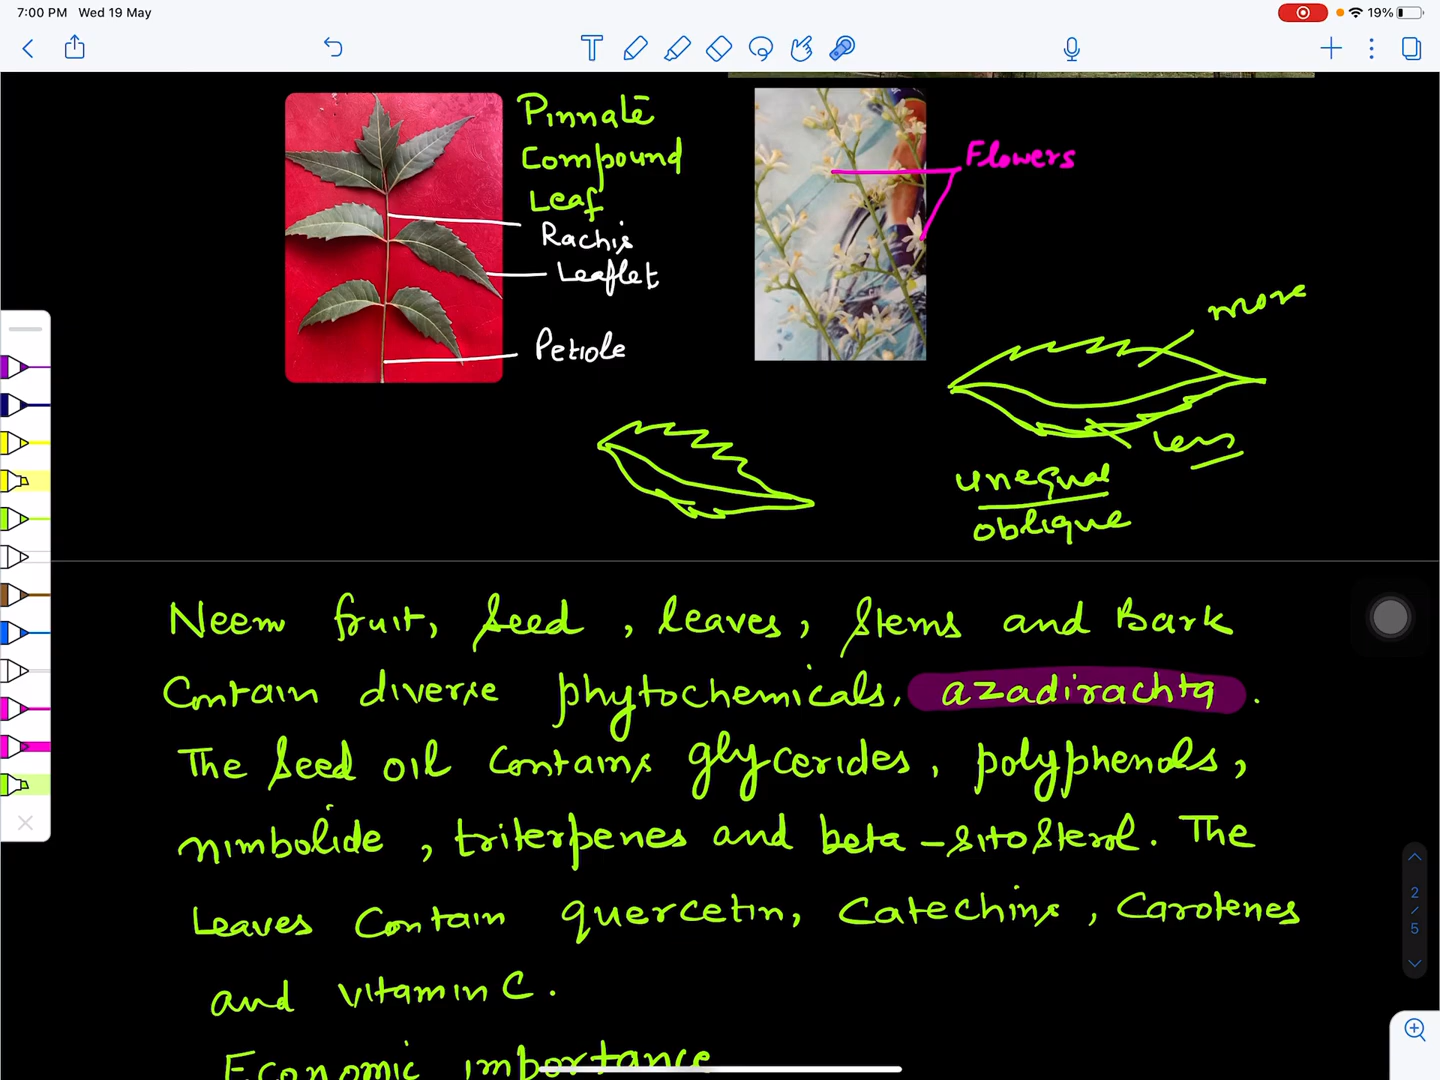 7:00 PM Wed 19 May
19%
Pinnate
Compound
Leaf
Rachis
Leaflet
Petiole
Flowers
more
less
unequal
oblique
Neem fruit, seed, leaves, stems and Bark
Contain diverse phytochemicals, azadirachta.
The seed oil contains glycerides, polyphenols,
nimbolide, triterpenes and beta-sitosterol. The
Leaves contain quercetin, Catechins, Carotenes
and vitamin C.
Economic importance
2
/
5